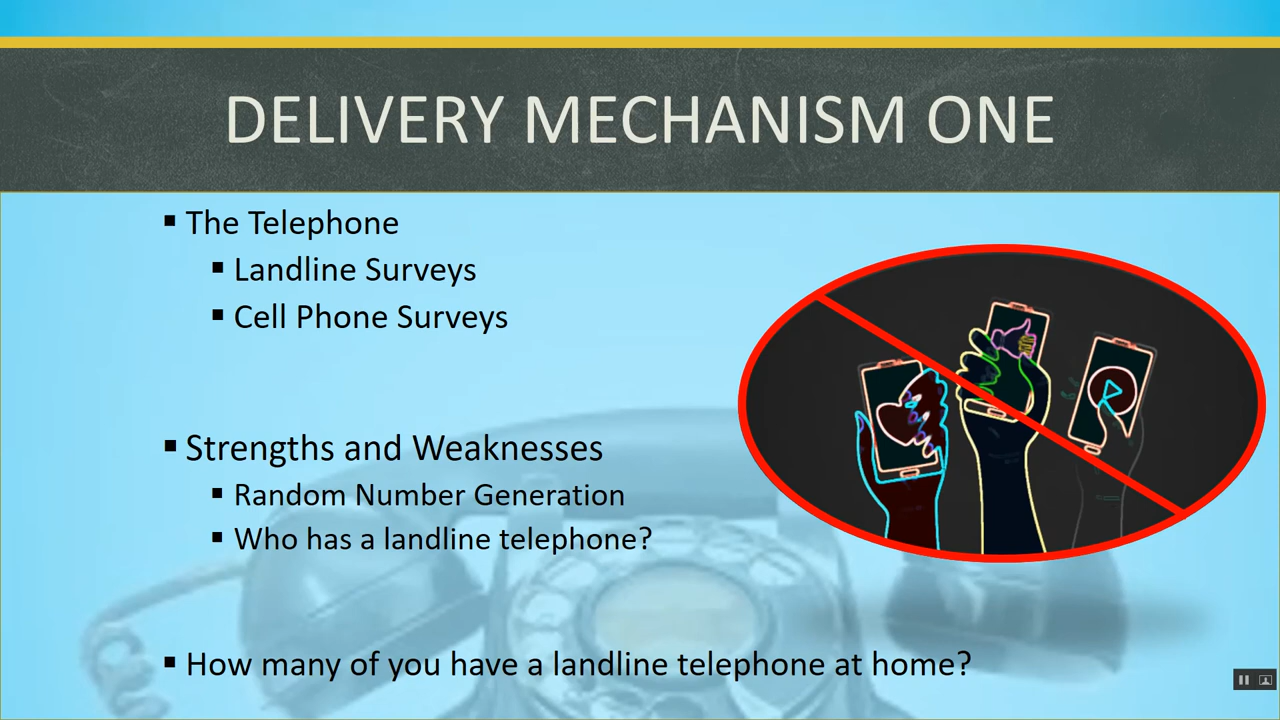 DELIVERY MECHANISM ONE
▪ The Telephone
▪ Landline Surveys
▪ Cell Phone Surveys
▪ Strengths and Weaknesses
▪ Random Number Generation
▪ Who has a landline telephone?
▪ How many of you have a landline telephone at home?